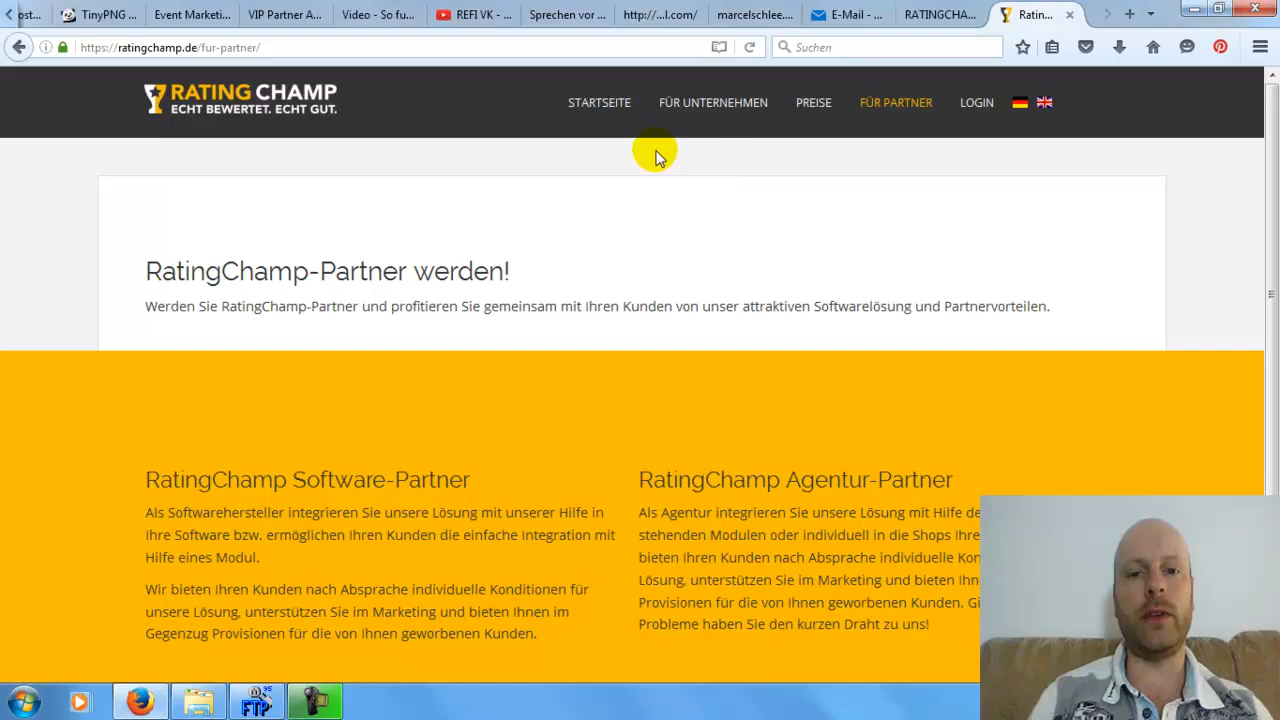 ost...
TinyPNG ...
Event Marketi...
VIP Partner A...
Video - So fu...
REFI VK - ...
Sprechen vor ...
http://...l.com/
marcelschlee....
E-Mail - ...
RATINGCHA...
Ratin...
https://ratingchamp.de/fur-partner/
Suchen
RATING CHAMP
ECHT BEWERTET. ECHT GUT.
STARTSEITE
FÜR UNTERNEHMEN
PREISE
FÜR PARTNER
LOGIN
RatingChamp-Partner werden!
Werden Sie RatingChamp-Partner und profitieren Sie gemeinsam mit Ihren Kunden von unser attraktiven Softwarelösung und Partnervorteilen.
RatingChamp Software-Partner
Als Softwarehersteller integrieren Sie unsere Lösung mit unserer Hilfe in
Ihre Software bzw. ermöglichen Ihren Kunden die einfache Integration mit
Hilfe eines Modul.
Wir bieten Ihren Kunden nach Absprache individuelle Konditionen für
unsere Lösung, unterstützen Sie im Marketing und bieten Ihnen im
Gegenzug Provisionen für die von Ihnen geworbenen Kunden.
RatingChamp Agentur-Partner
Als Agentur integrieren Sie unsere Lösung mit Hilfe de
stehenden Modulen oder individuell in die Shops Ihre
bieten Ihren Kunden nach Absprache individuelle Kon
Lösung, unterstützen Sie im Marketing und bieten Ihn
Provisionen für die von Ihnen geworbenen Kunden. Gi
Probleme haben Sie den kurzen Draht zu uns!
FTP